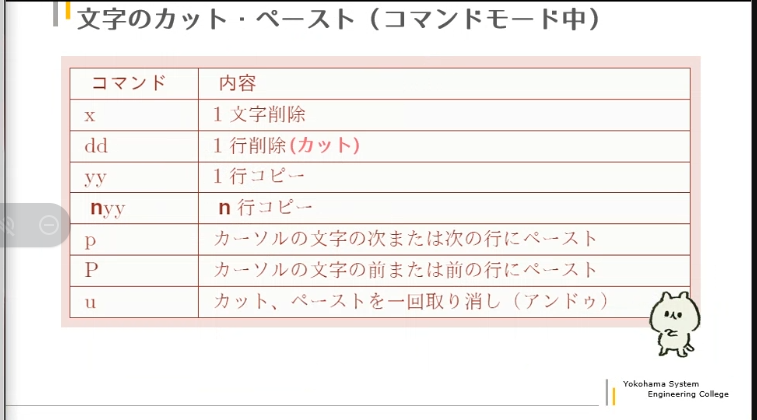 文字のカット・ペースト（コマンドモード中）
コマンド 内容
x 1 文字削除
dd 1 行削除(カット)
yy 1 行コピー
nyy n 行コピー
p カーソルの文字の次または次の行にペースト
P カーソルの文字の前または前の行にペースト
u カット、ペーストを一回取り消し（アンドゥ）
Yokohama System
Engineering College